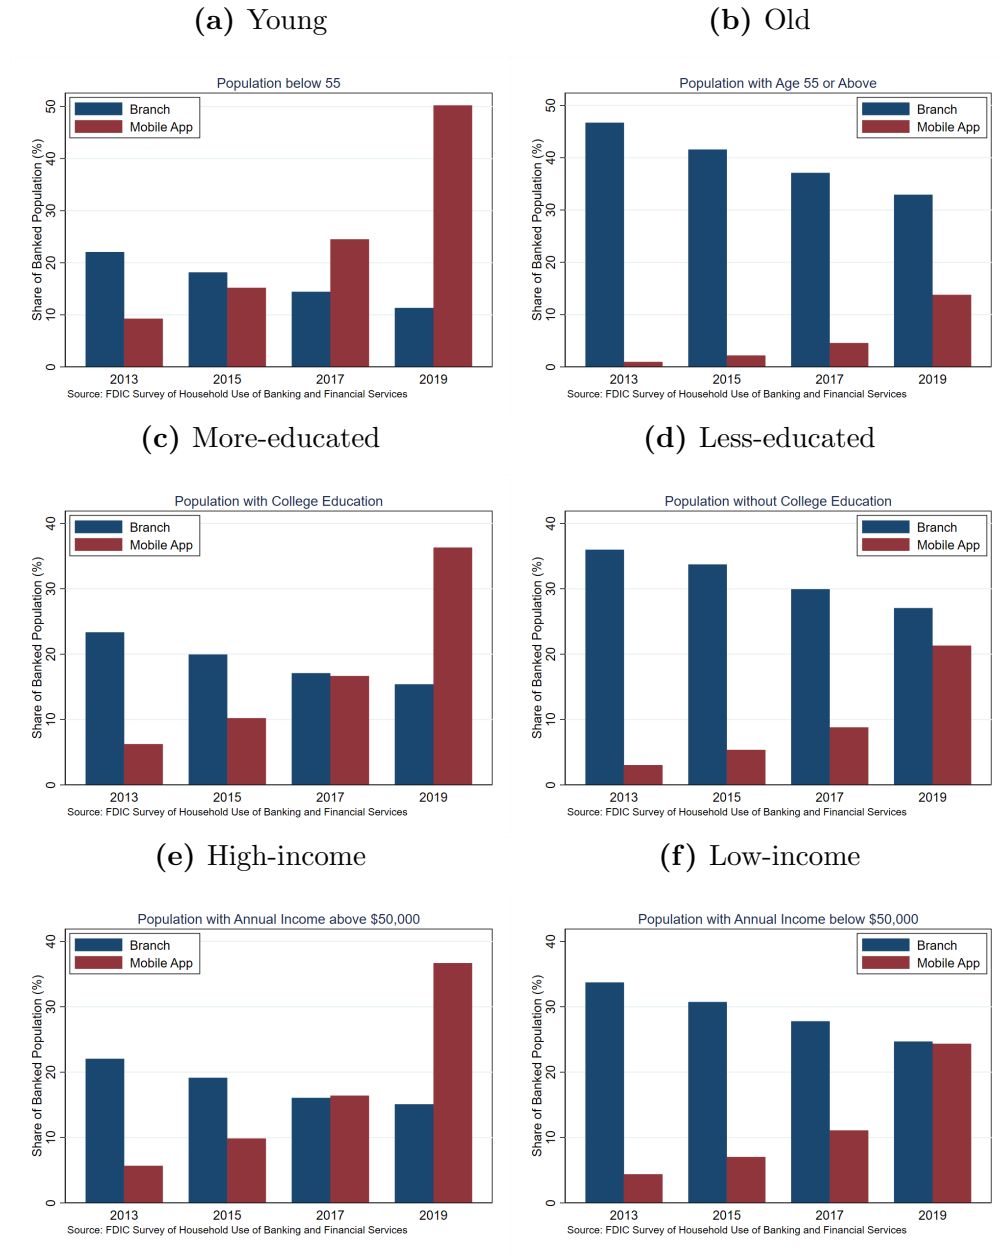 (a) Young
Population below 55
Branch
Mobile App
Share of Banked Population (%)
0 10 20 30 40 50
2013 2015 2017 2019
Source: FDIC Survey of Household Use of Banking and Financial Services
(b) Old
Population with Age 55 or Above
Branch
Mobile App
Share of Banked Population (%)
0 10 20 30 40 50
2013 2015 2017 2019
Source: FDIC Survey of Household Use of Banking and Financial Services
(c) More-educated
Population with College Education
Branch
Mobile App
Share of Banked Population (%)
0 10 20 30 40
2013 2015 2017 2019
Source: FDIC Survey of Household Use of Banking and Financial Services
(d) Less-educated
Population without College Education
Branch
Mobile App
Share of Banked Population (%)
0 10 20 30 40
2013 2015 2017 2019
Source: FDIC Survey of Household Use of Banking and Financial Services
(e) High-income
Population with Annual Income above $50,000
Branch
Mobile App
Share of Banked Population (%)
0 10 20 30 40
2013 2015 2017 2019
Source: FDIC Survey of Household Use of Banking and Financial Services
(f) Low-income
Population with Annual Income below $50,000
Branch
Mobile App
Share of Banked Population (%)
0 10 20 30 40
2013 2015 2017 2019
Source: FDIC Survey of Household Use of Banking and Financial Services